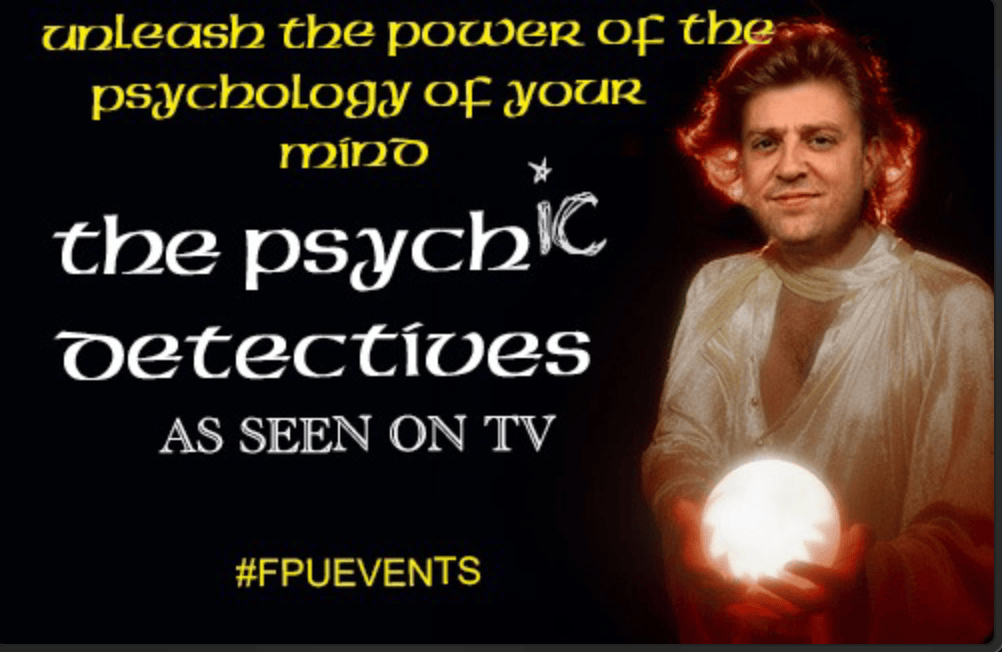 unleash the power of the
psychology of your
mind
the psychIC
detectives
AS SEEN ON TV
#FPUEVENTS